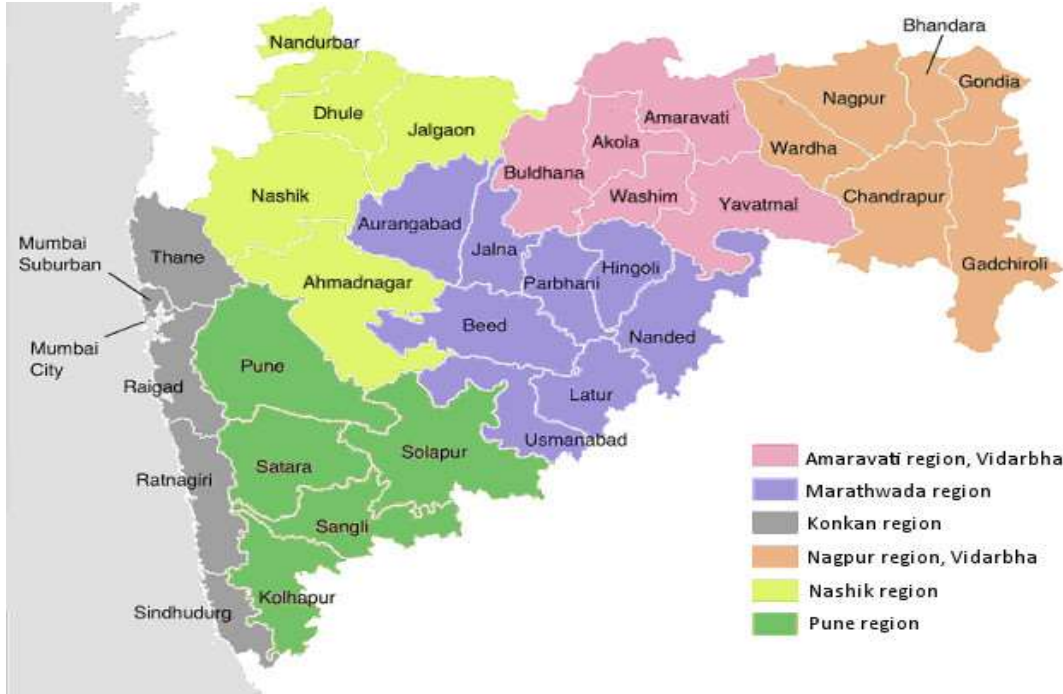 Nandurbar
Bhandara
Gondia
Nagpur
Dhule
Amaravati
Jalgaon
Akola
Wardha
Buldhana
Nashik
Washim
Yavatmal
Chandrapur
Aurangabad
Mumbai
Suburban
Thane
Jalna
Hingoli
Gadchiroli
Ahmadnagar
Parbhani
Beed
Nanded
Mumbai
City
Pune
Raigad
Latur
Usmanabad
Solapur
Satara
Ratnagiri
Sangli
Kolhapur
Sindhudurg
Amaravati region, Vidarbha
Marathwada region
Konkan region
Nagpur region, Vidarbha
Nashik region
Pune region